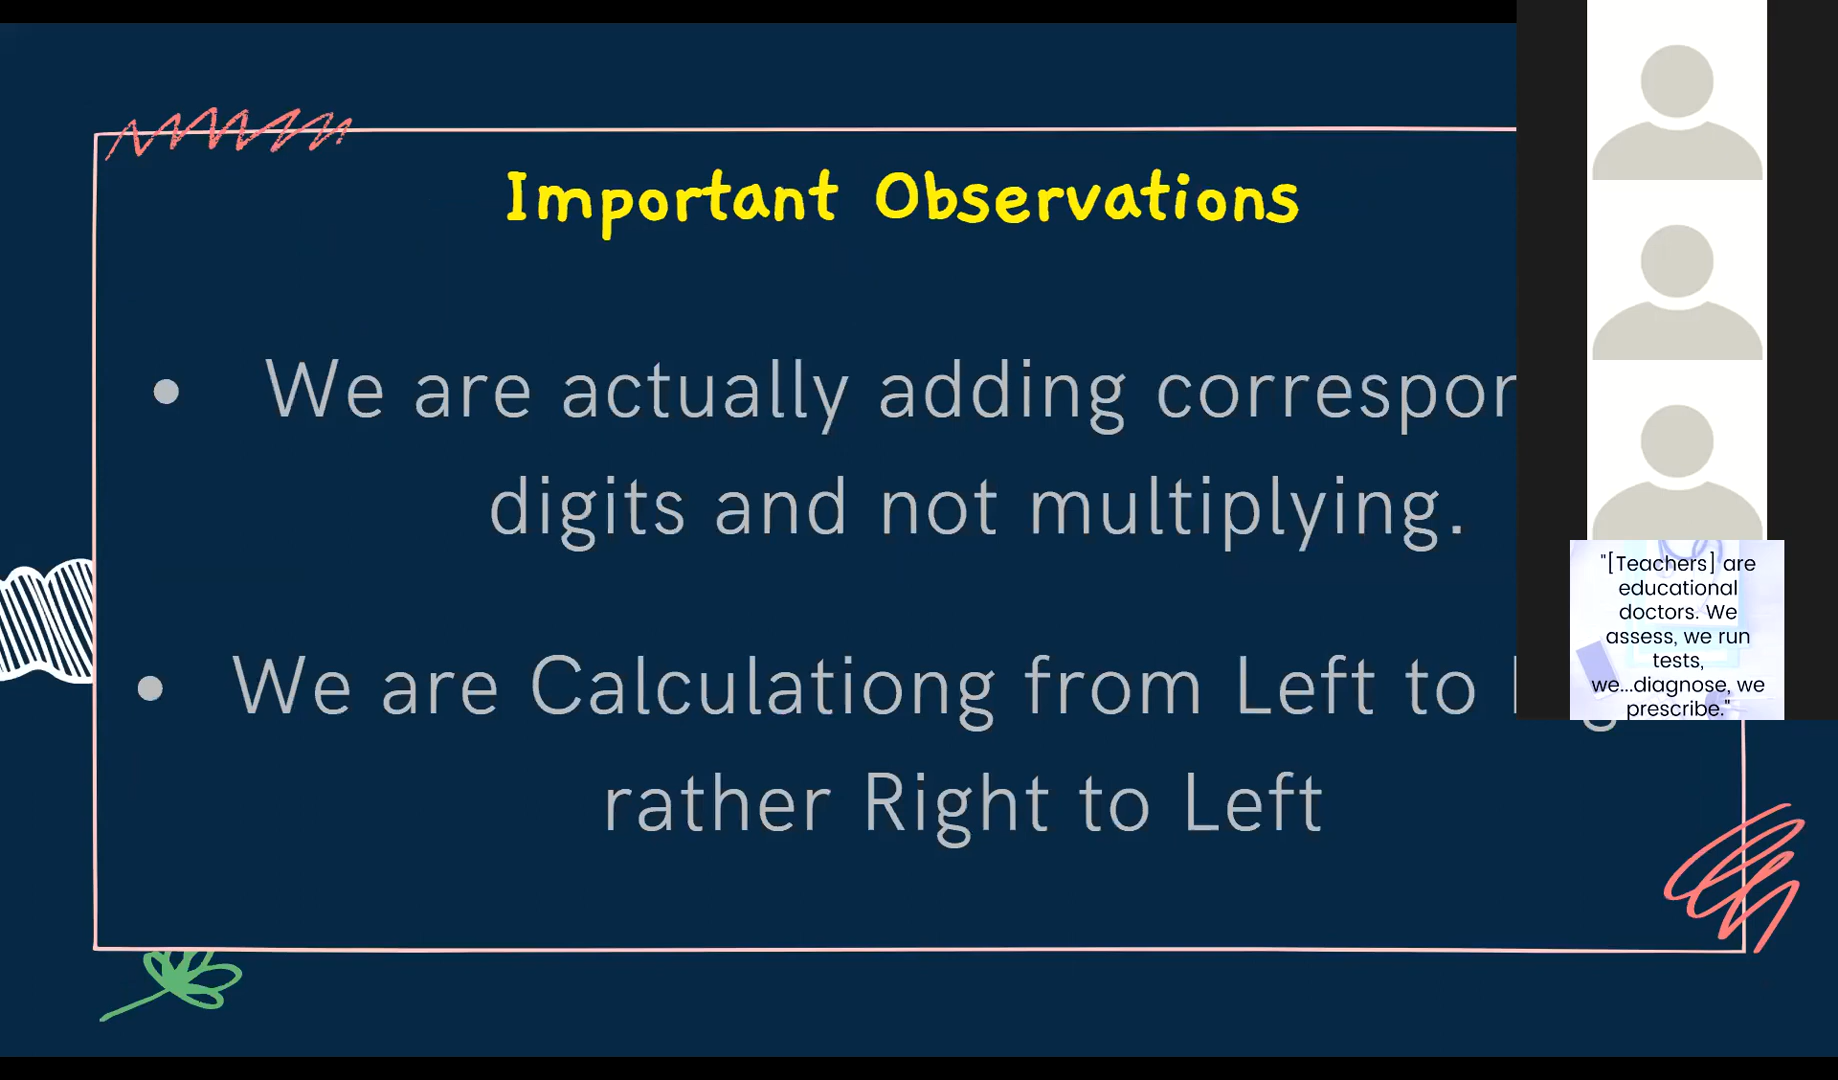 Important Observations
• We are actually adding
digits and not multiplying.
• We are Calculationg from Left to
rather Right to Left
"[Teachers] are
educational
doctors. We
assess, we run
tests,
we...diagnose, we
prescribe."